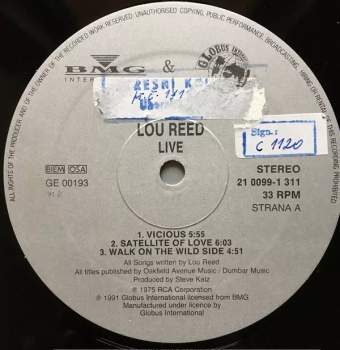 ALL RIGHTS OF THE PRODUCER AND OF THE OWNER OF THE RECORDED WORK RESERVED. UNAUTHORISED COPYING, PUBLIC PERFORMANCE, BROADCASTING, HIRING OR RENTAL OF THIS RECORDING PROHIBITED.
BMG &
INTER
GLOBUS
LOU REED
LIVE
Sign.:
C 1120
BIEM OSA
GE 00193
STEREO
21 0099-1 311
33 RPM
STRANA A
1. VICIOUS 5:55
2. SATELLITE OF LOVE 6:03
3. WALK ON THE WILD SIDE 4:51
All Songs written by Lou Reed
All titles published by Oakfield Avenue Music / Dumbar Music
Produced by Steve Katz
℗ 1975 RCA Corporation
℗ 1991 Globus International licensed from BMG
Manufactured under licence by
Globus International